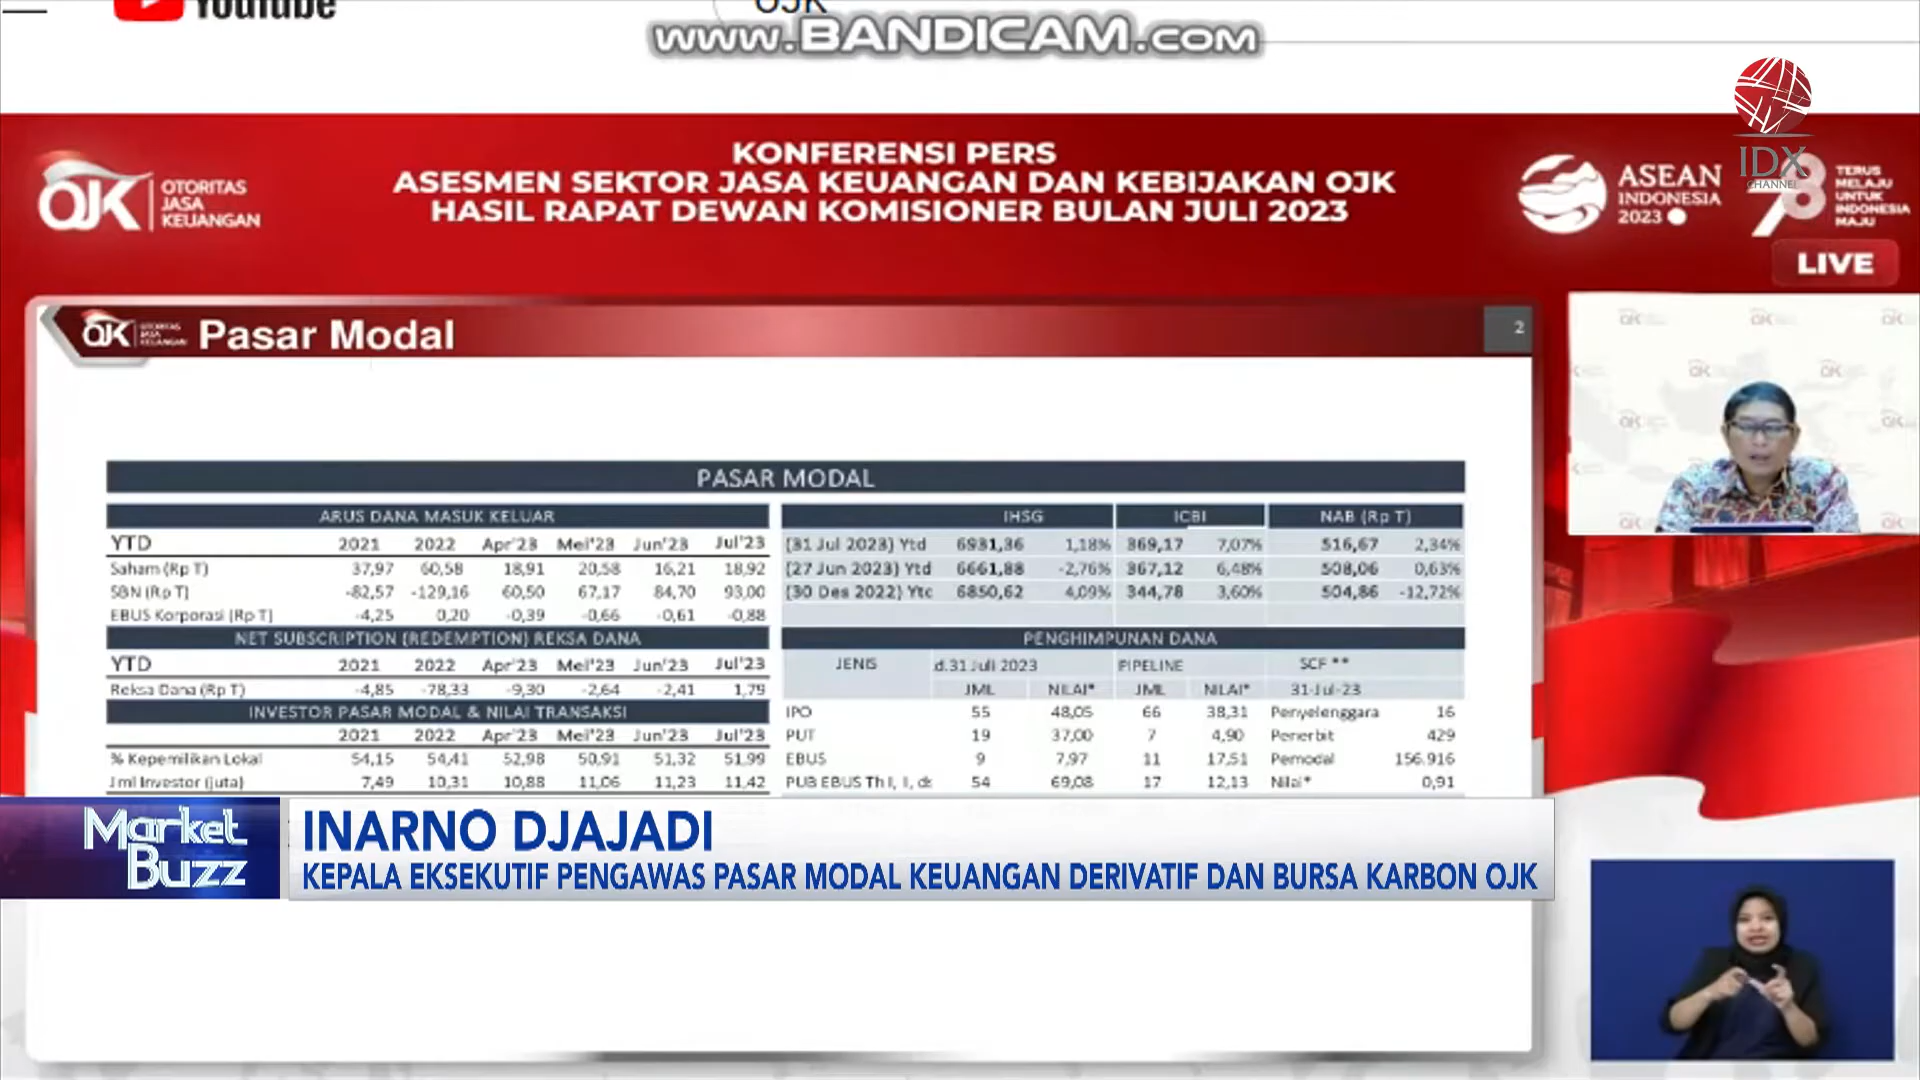 YouTube
OJK
www.BANDICAM.com
IDX
CHANNEL
OJK
OTORITAS
JASA
KEUANGAN
KONFERENSI PERS
ASESMEN SEKTOR JASA KEUANGAN DAN KEBIJAKAN OJK
HASIL RAPAT DEWAN KOMISIONER BULAN JULI 2023
ASEAN
INDONESIA
2023
78
TERUS
MELAJU
UNTUK
INDONESIA
MAJU
LIVE
OJK OTORITAS JASA KEUANGAN Pasar Modal 2
PASAR MODAL
ARUS DANA MASUK KELUAR
YTD 2021 2022 Apr'23 Mei'23 Jun'23 Jul'23
Saham (Rp T) 37,97 60,58 18,91 20,58 16,21 18,92
SBN (Rp T) -82,57 -129,16 60,50 67,17 84,70 93,00
EBUS Korporasi (Rp T) -4,25 0,20 -0,39 -0,66 -0,61 -0,88
NET SUBSCRIPTION (REDEMPTION) REKSA DANA
YTD 2021 2022 Apr'23 Mei'23 Jun'23 Jul'23
Reksa Dana (Rp T) -4,85 -78,33 -9,30 -2,64 -2,41 1,79
INVESTOR PASAR MODAL & NILAI TRANSAKSI
2021 2022 Apr'23 Mei'23 Jun'23 Jul'23
% Kepemilikan Lokal 54,15 54,41 52,98 50,91 51,32 51,99
Jml Investor (juta) 7,49 10,31 10,88 11,06 11,23 11,42
IHSG ICBI NAB (Rp T)
(31 Jul 2023) Ytd 6931,36 1,18% 369,17 7,07% 516,67 2,34%
(27 Jun 2023) Ytd 6661,88 -2,76% 367,12 6,48% 508,06 0,63%
(30 Des 2022) Ytd 6850,62 4,09% 344,78 3,60% 504,86 -12,72%
PENGHIMPUNAN DANA
JENIS d.31 Juli 2023 PIPELINE SCF **
JML NILAI* JML NILAI* 31-Jul-23
IPO 55 48,05 66 38,31 Penyelenggara 16
PUT 19 37,00 7 4,90 Penerbit 429
EBUS 9 7,97 11 17,51 Pemodal 156.916
PUB EBUS Th I, I, dc 54 69,08 17 12,13 Nilai* 0,91
Market
Buzz
INARNO DJAJADI
KEPALA EKSEKUTIF PENGAWAS PASAR MODAL KEUANGAN DERIVATIF DAN BURSA KARBON OJK